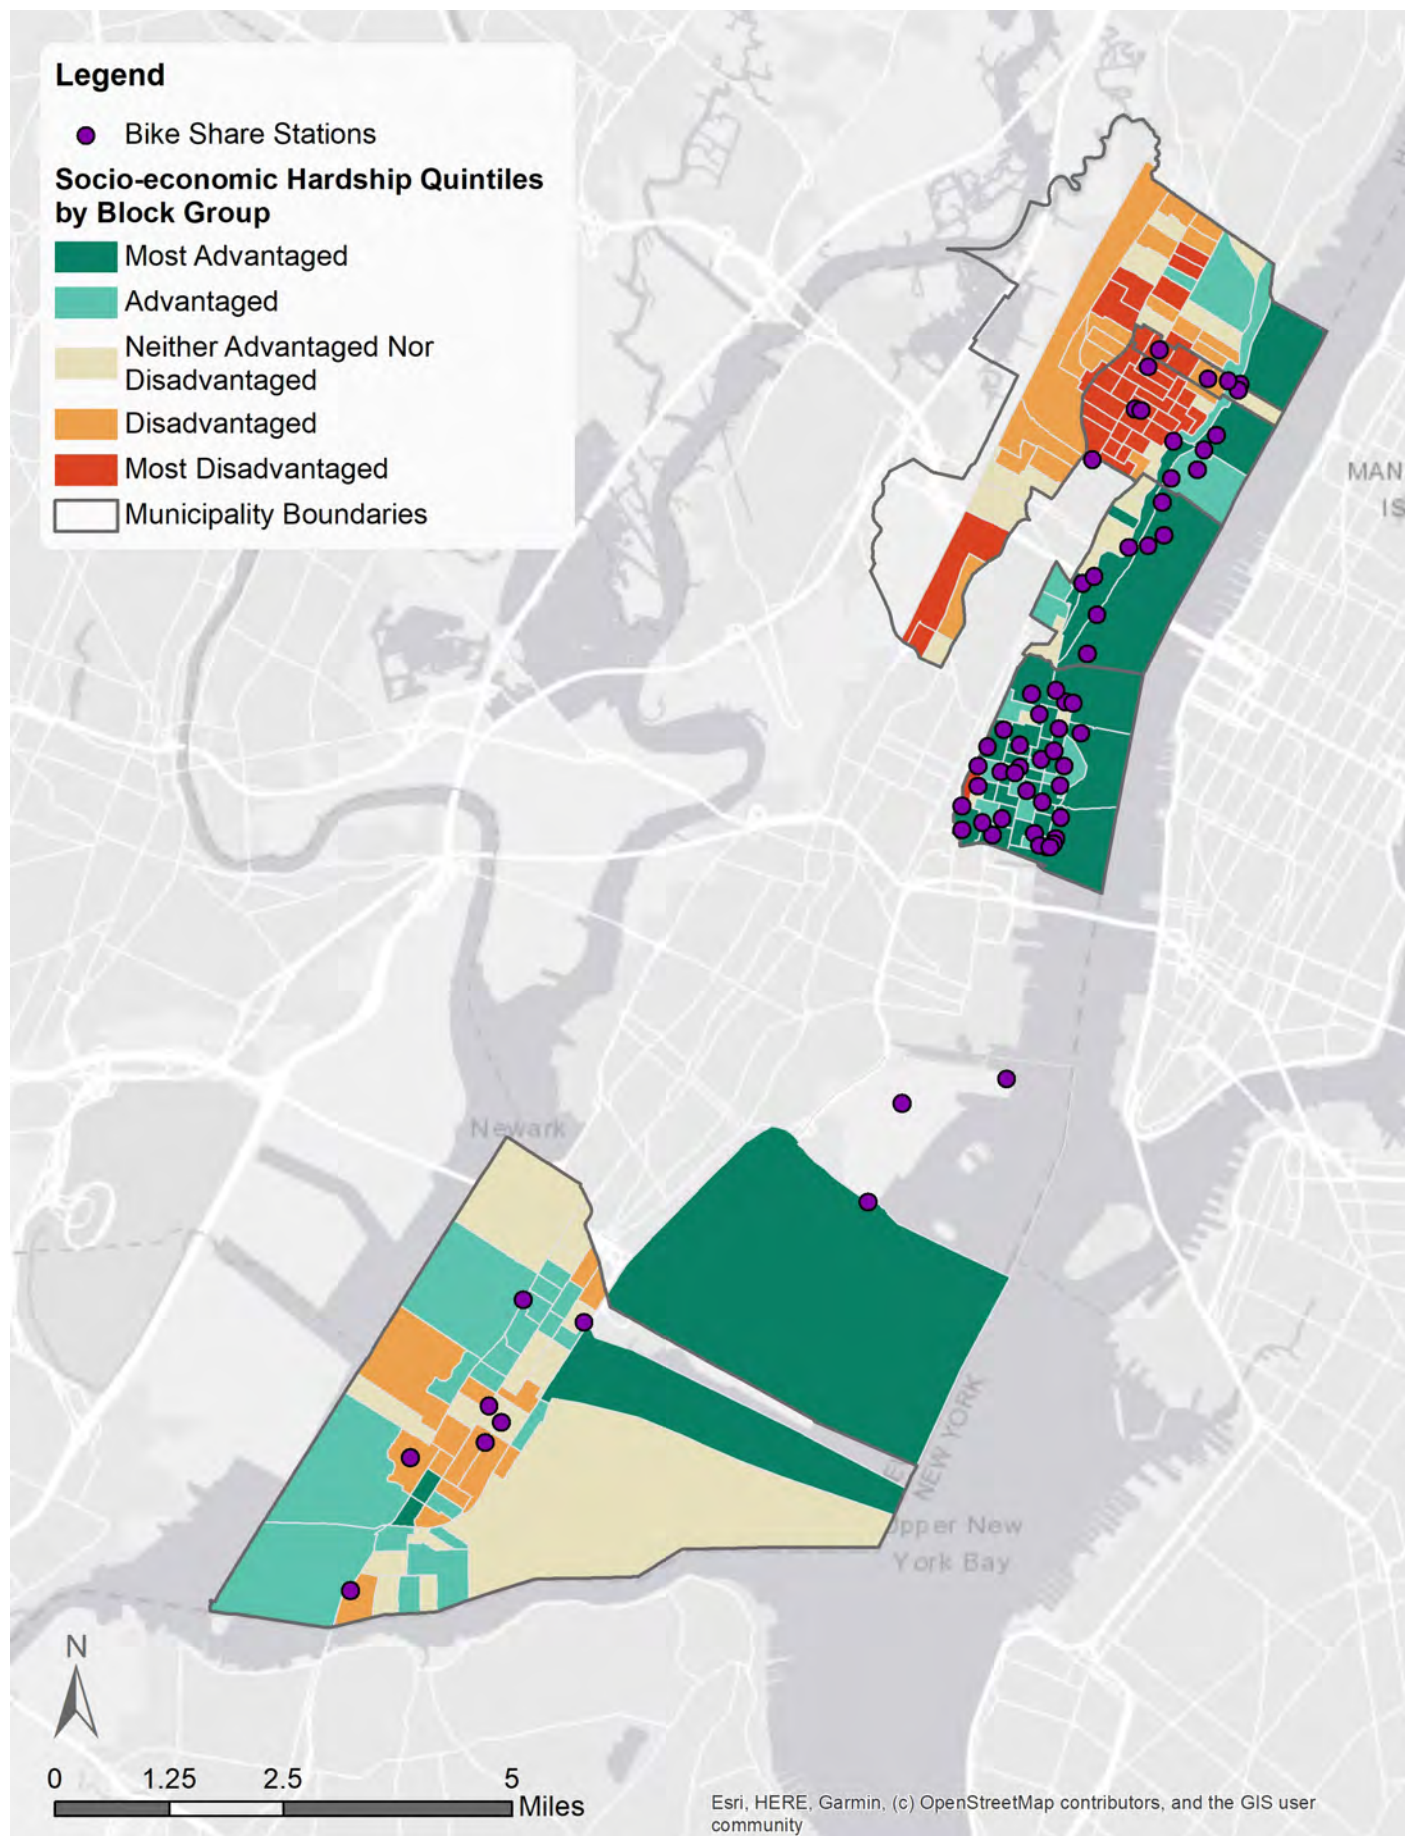 Legend
Bike Share Stations
Socio-economic Hardship Quintiles
by Block Group
Most Advantaged
Advantaged
Neither Advantaged Nor
Disadvantaged
Disadvantaged
Most Disadvantaged
Municipality Boundaries
MAN
IS
Newark
NEW YORK
Upper New
York Bay
N
0 1.25 2.5 5
Miles
Esri, HERE, Garmin, (c) OpenStreetMap contributors, and the GIS user
community